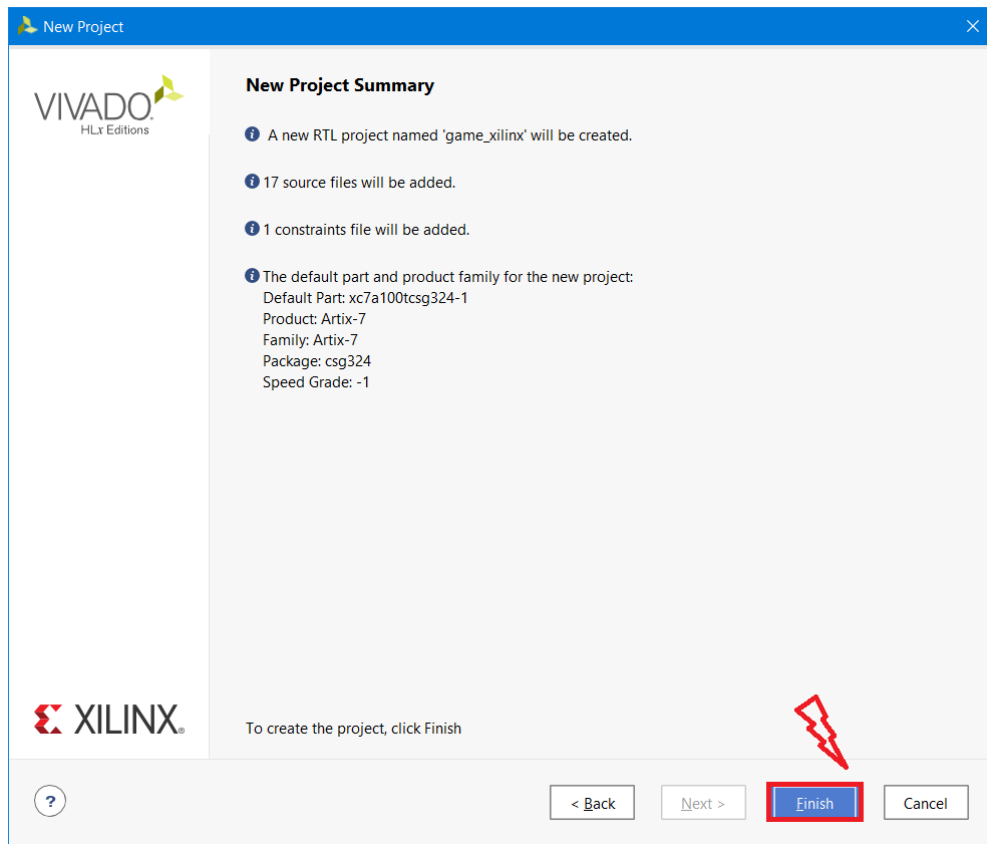 New Project
VIVADO.
HLx Editions
New Project Summary
A new RTL project named 'game_xilinx' will be created.
17 source files will be added.
1 constraints file will be added.
The default part and product family for the new project:
Default Part: xc7a100tcsg324-1
Product: Artix-7
Family: Artix-7
Package: csg324
Speed Grade: -1
XILINX.
To create the project, click Finish
?
< Back
Next >
Finish
Cancel